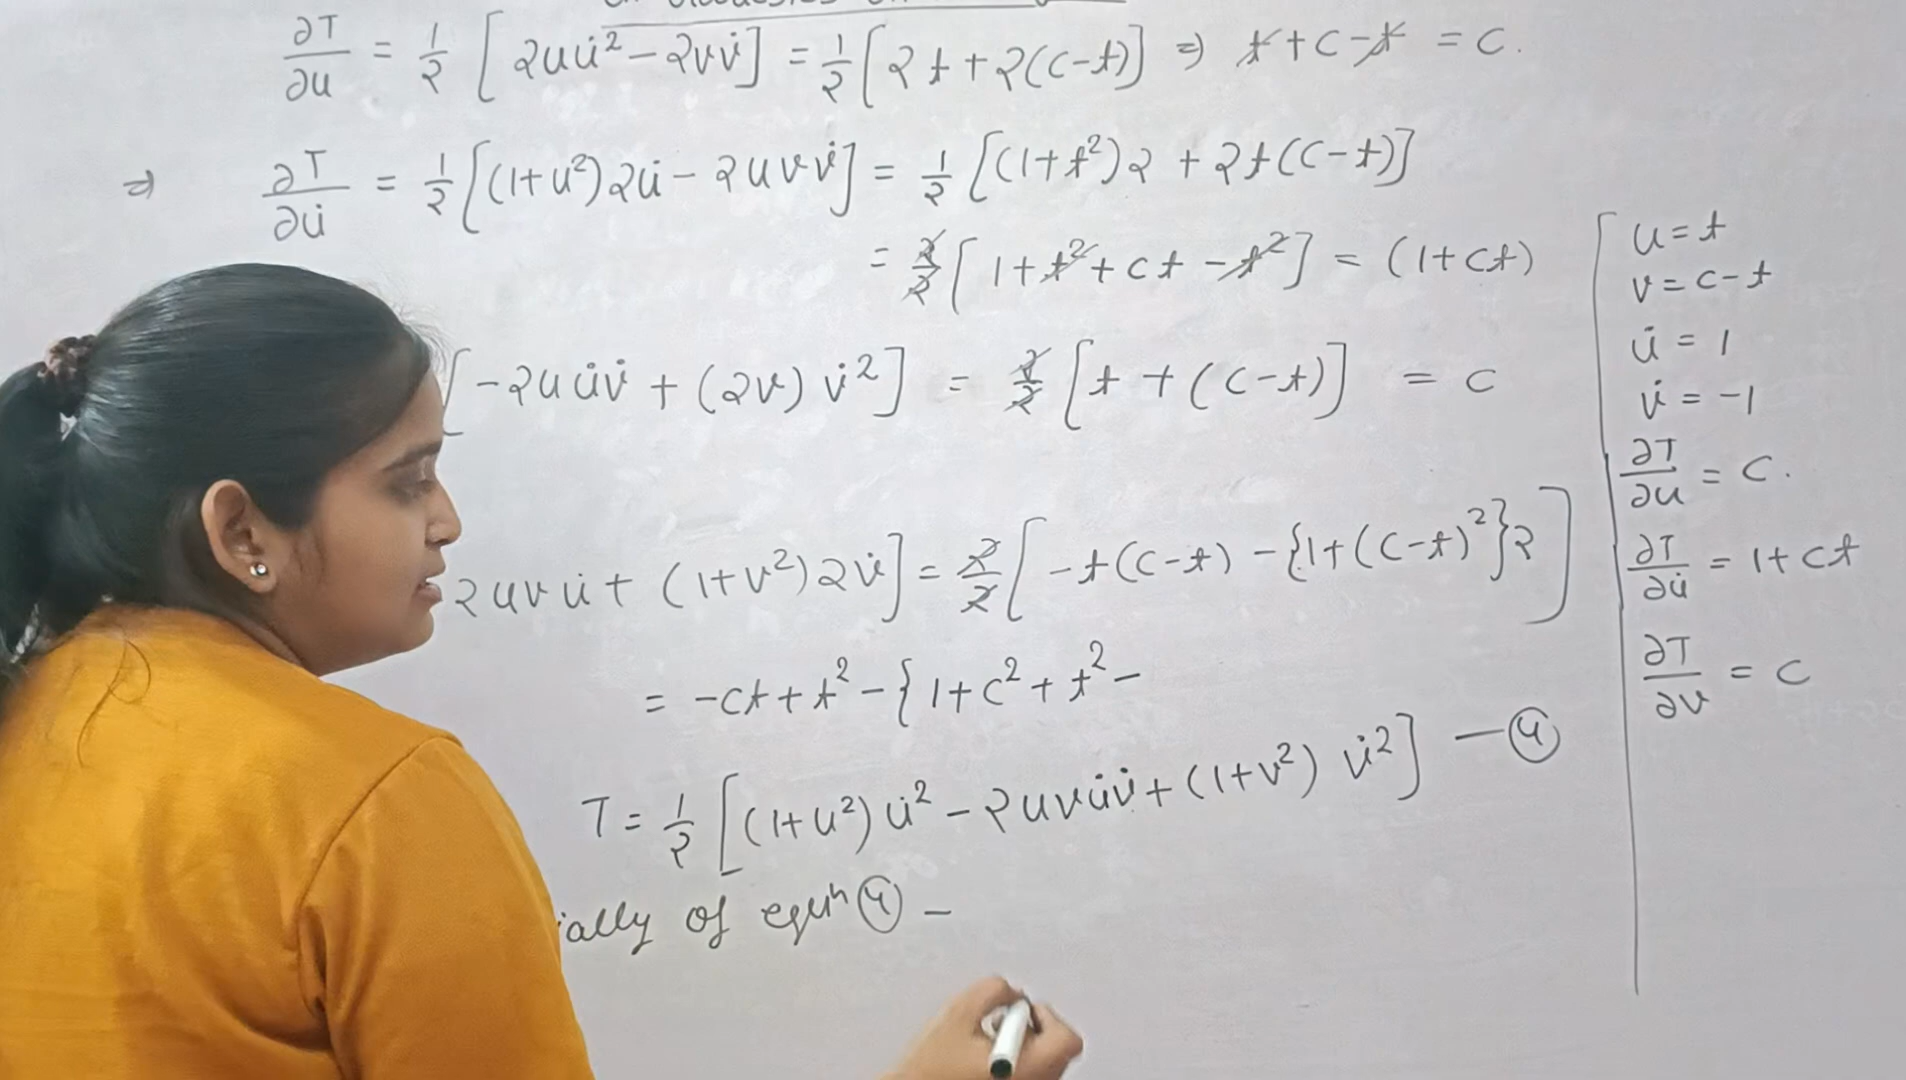 ∂T/∂u = 1/2 [2uu̇² − 2vv̇] = 1/2 [2t + 2(c−t)] ⇒ t + c − t = c.
⇒ ∂T/∂u̇ = 1/2 [(1+u²)2u̇ − 2uvv̇] = 1/2 [(1+t²)2 + 2t(c−t)]
= 2/2 [1 + t² + ct − t²] = (1+ct)
[−2uu̇v̇ + (2v)v̇²] = 2/2 [t + (c−t)] = c
2uvu̇ + (1+v²)2v̇] = 2/2 [−t(c−t) − {1+(c−t)²}2]
= −ct + t² − {1 + c² + t² −
T = 1/2 [(1+u²)u̇² − 2uvu̇v̇ + (1+v²) v̇²] — ④
ially of equⁿ ④ −
u = t
v = c − t
u̇ = 1
v̇ = −1
∂T/∂u = c.
∂T/∂u̇ = 1 + ct
∂T/∂v = c